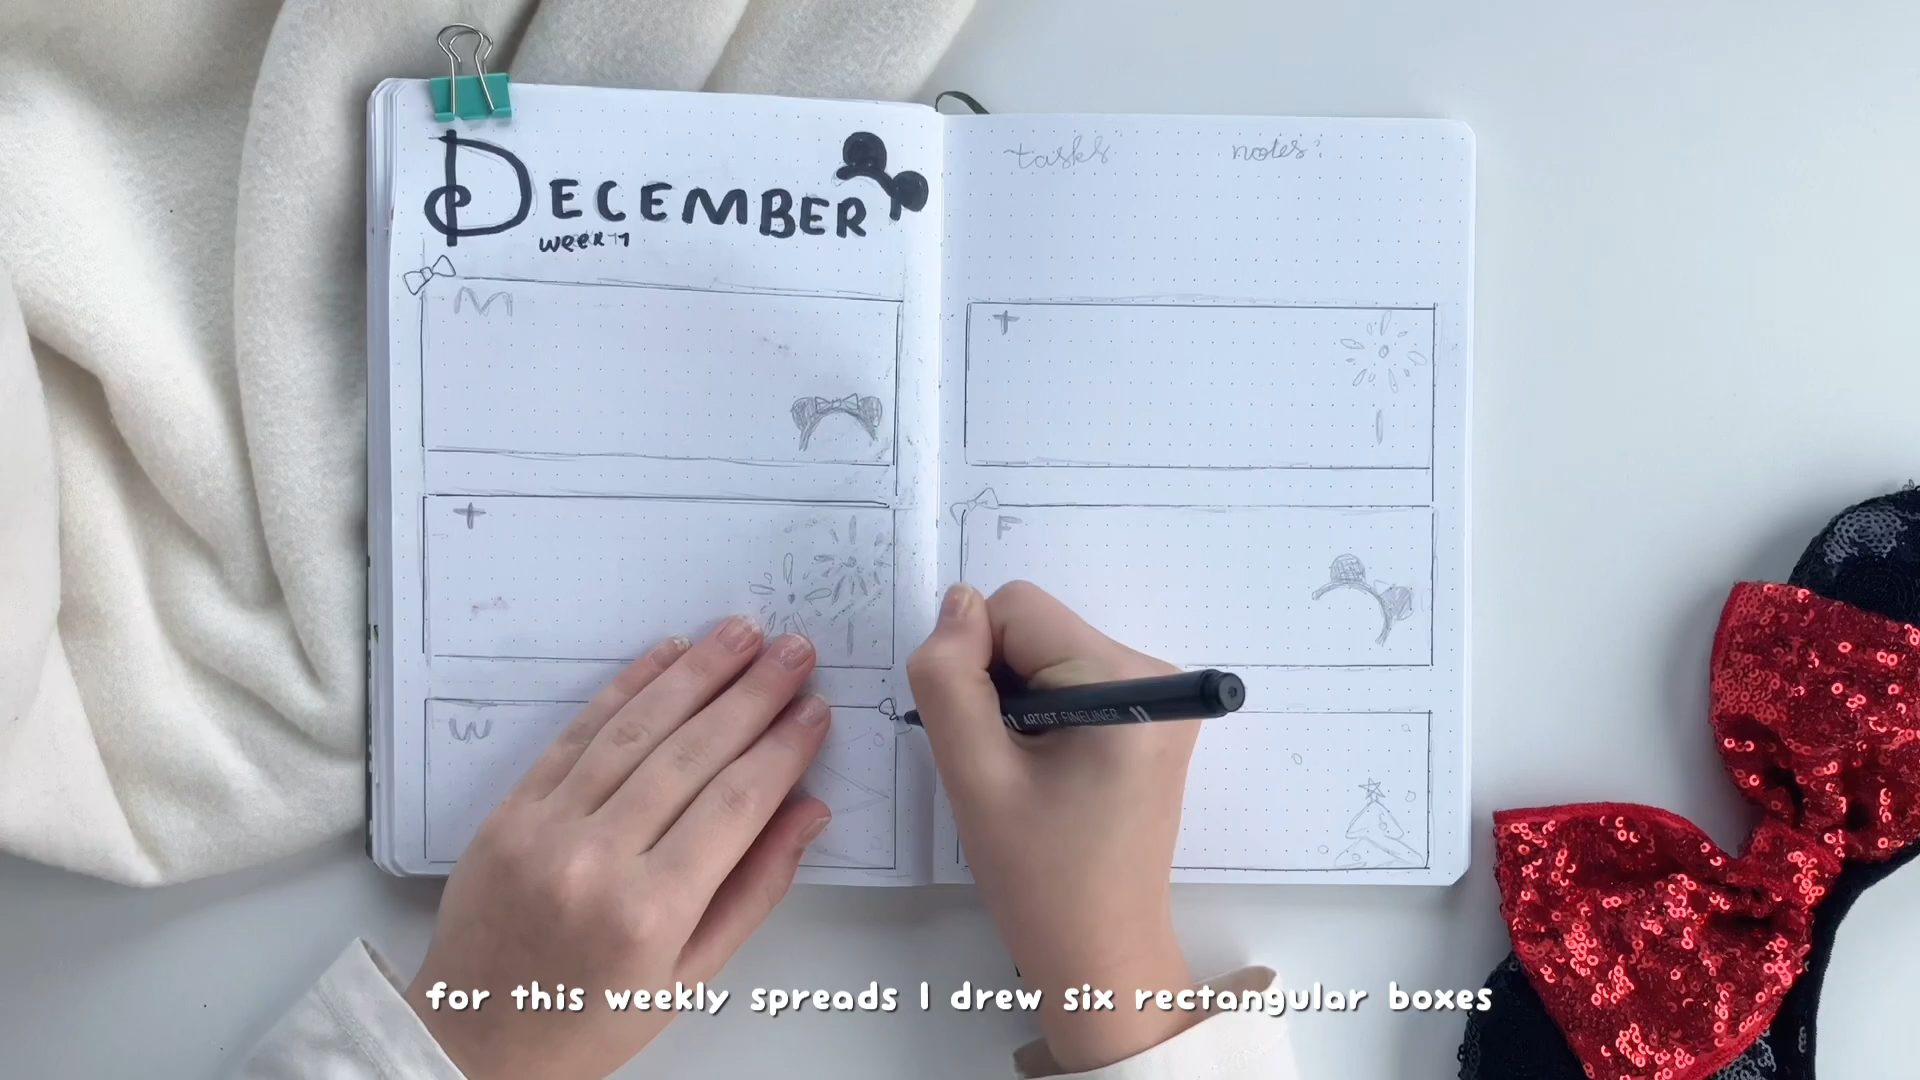 DECEMBER
week 1
M
T
W
tasks
notes:
T
F
ARTIST FINELINER
for this weekly spreads I drew six rectangular boxes